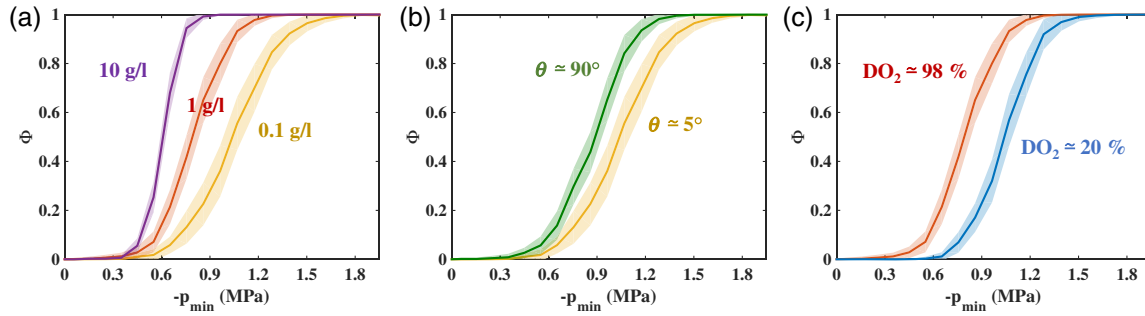 (a)
1
0.8
0.6
0.4
0.2
0
Φ
10 g/l
1 g/l
0.1 g/l
0 0.3 0.6 0.9 1.2 1.5 1.8
-p_min (MPa)
(b)
1
0.8
0.6
0.4
0.2
0
Φ
θ ≃ 90°
θ ≃ 5°
0 0.3 0.6 0.9 1.2 1.5 1.8
-p_min (MPa)
(c)
1
0.8
0.6
0.4
0.2
0
Φ
DO₂ ≃ 98 %
DO₂ ≃ 20 %
0 0.3 0.6 0.9 1.2 1.5 1.8
-p_min (MPa)